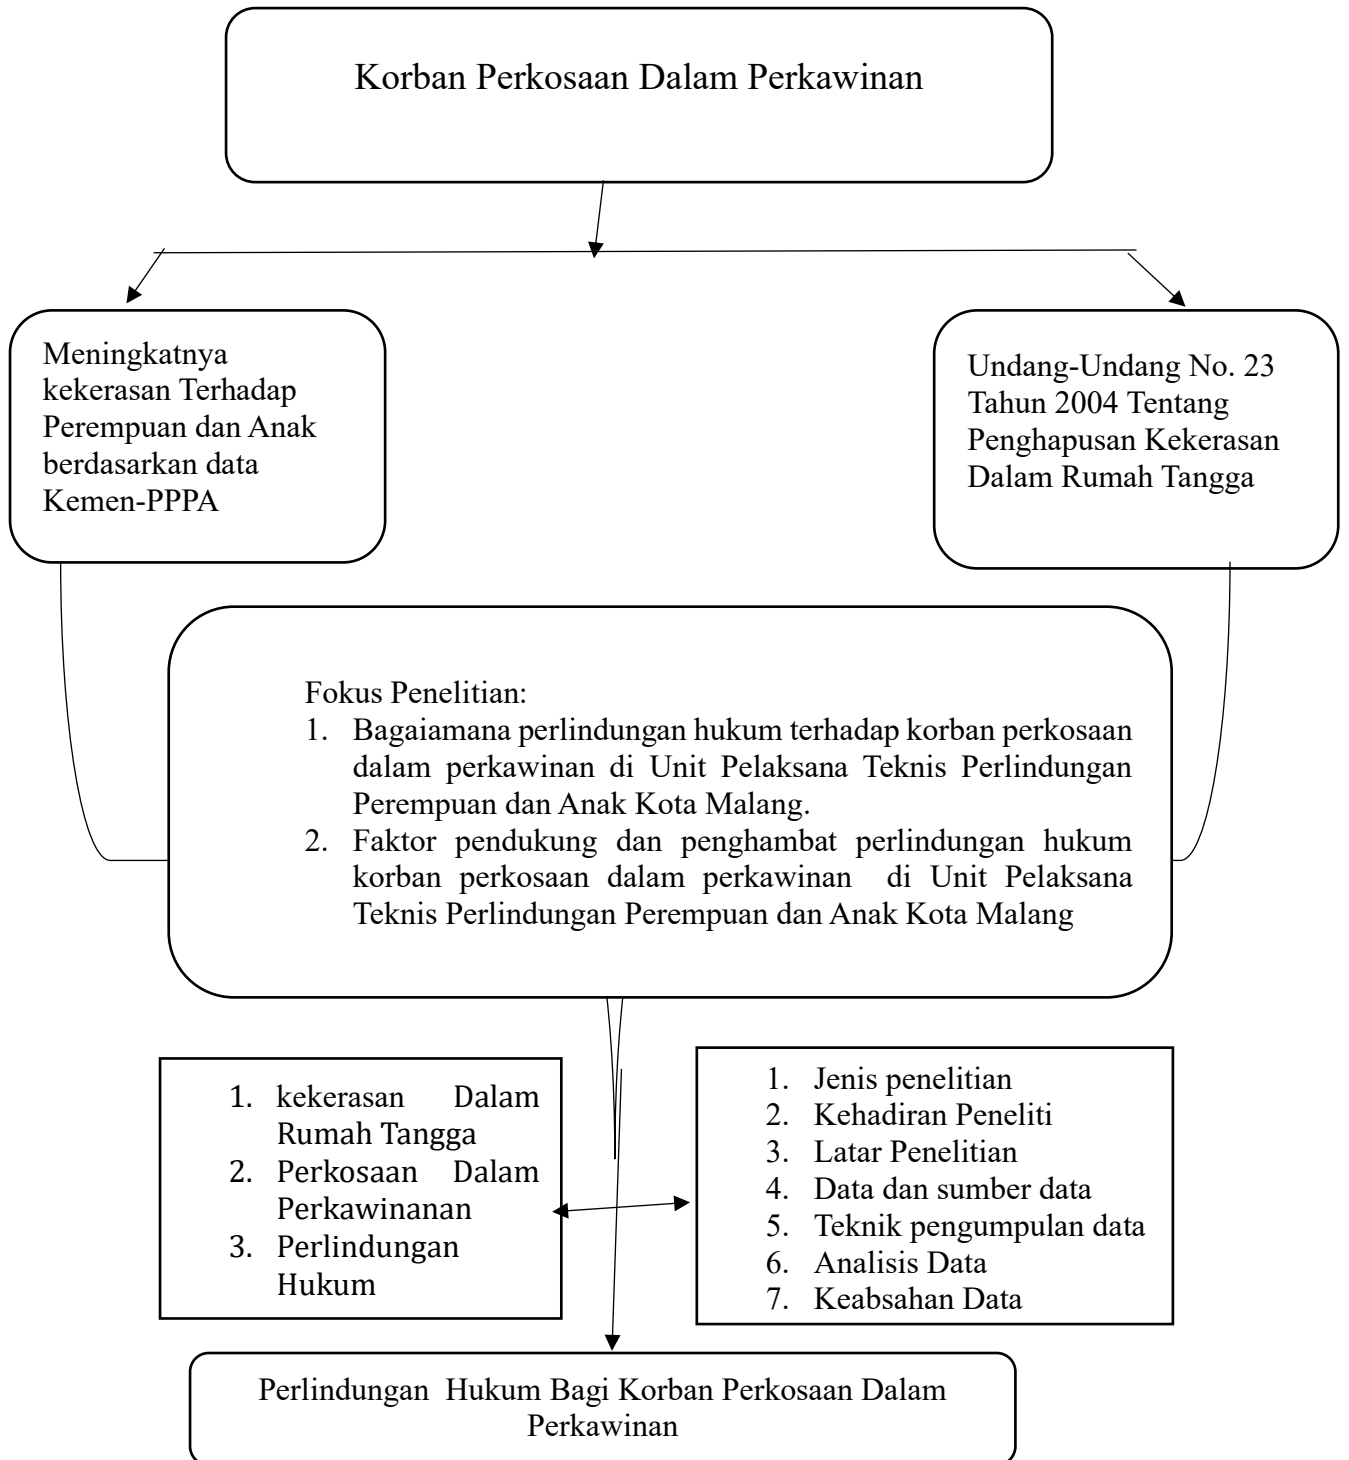 Korban Perkosaan Dalam Perkawinan
Meningkatnya
kekerasan Terhadap
Perempuan dan Anak
berdasarkan data
Kemen-PPPA
Undang-Undang No. 23
Tahun 2004 Tentang
Penghapusan Kekerasan
Dalam Rumah Tangga
Fokus Penelitian:
1. Bagaiamana perlindungan hukum terhadap korban perkosaan
dalam perkawinan di Unit Pelaksana Teknis Perlindungan
Perempuan dan Anak Kota Malang.
2. Faktor pendukung dan penghambat perlindungan hukum
korban perkosaan dalam perkawinan di Unit Pelaksana
Teknis Perlindungan Perempuan dan Anak Kota Malang
1. kekerasan Dalam
Rumah Tangga
2. Perkosaan Dalam
Perkawinanan
3. Perlindungan
Hukum
1. Jenis penelitian
2. Kehadiran Peneliti
3. Latar Penelitian
4. Data dan sumber data
5. Teknik pengumpulan data
6. Analisis Data
7. Keabsahan Data
Perlindungan Hukum Bagi Korban Perkosaan Dalam
Perkawinan